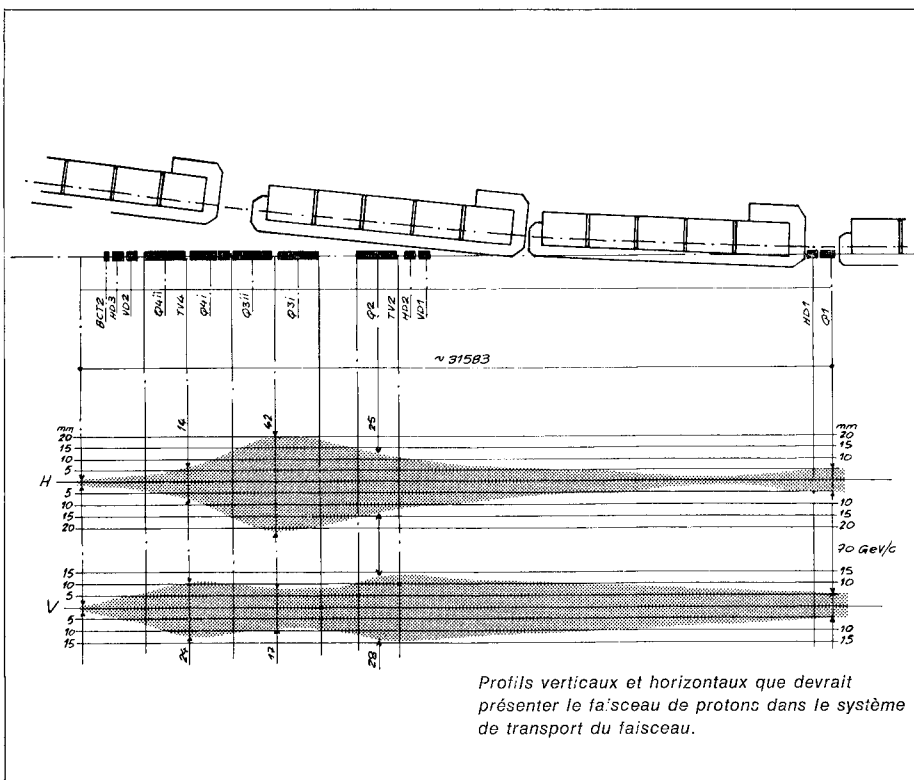 BCT2
HD3
VD2
Q4ii
TV4
Q4i
Q3ii
Q3i
Q2
TV2
HD2
VD1
HD1
Q1
~ 31583
14
42
25
mm
20
15
10
5
H
5
10
15
20
mm
20
15
10
10
15
20
70 GeV/c
15
10
5
V
5
10
15
15
10
10
15
24
17
28
Profils verticaux et horizontaux que devrait
présenter le faisceau de protons dans le système
de transport du faisceau.